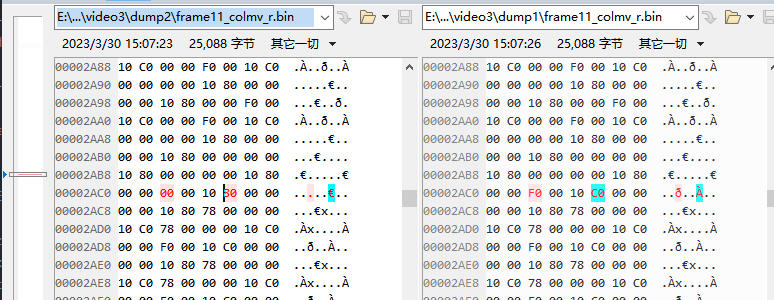 E:\...\video3\dump2\frame11_colmv_r.bin E:\...\video3\dump1\frame11_colmv_r.bin
2023/3/30 15:07:23 25,088 字节 其它一切 2023/3/30 15:07:26 25,088 字节 其它一切
00002A88 10 C0 00 00 F0 00 10 C0 .À..ð..À 00002A88 10 C0 00 00 F0 00 10 C0 .À..ð..À
00002A90 00 00 00 00 10 80 00 00 .....€.. 00002A90 00 00 00 00 10 80 00 00 .....€..
00002A98 00 00 10 80 00 00 F0 00 ...€..ð. 00002A98 00 00 10 80 00 00 F0 00 ...€..ð.
00002AA0 10 C0 00 00 F0 00 10 C0 .À..ð..À 00002AA0 10 C0 00 00 F0 00 10 C0 .À..ð..À
00002AA8 00 00 00 00 10 80 00 00 .....€.. 00002AA8 00 00 00 00 10 80 00 00 .....€..
00002AB0 00 00 10 80 00 00 00 00 ...€.... 00002AB0 00 00 10 80 00 00 00 00 ...€....
00002AB8 10 80 00 00 00 00 10 80 .€.....€ 00002AB8 10 80 00 00 00 00 10 80 .€.....€
00002AC0 00 00 00 00 10 80 00 00 .....€.. 00002AC0 00 00 F0 00 10 C0 00 00 ..ð..À..
00002AC8 00 00 10 80 78 00 00 00 ...€x... 00002AC8 00 00 10 80 78 00 00 00 ...€x...
00002AD0 10 C0 78 00 00 00 00 00 .Àx..... 00002AD0 10 C0 78 00 00 00 00 00 .Àx.....
00002AD8 00 00 F0 00 10 C0 00 00 ..ð..À.. 00002AD8 00 00 F0 00 10 C0 00 00 ..ð..À..
00002AE0 00 00 10 80 78 00 00 00 ...€x... 00002AE0 00 00 10 80 78 00 00 00 ...€x...
00002AE8 10 C0 78 00 00 00 00 00 .Àx..... 00002AE8 10 C0 78 00 00 00 00 00 .Àx.....